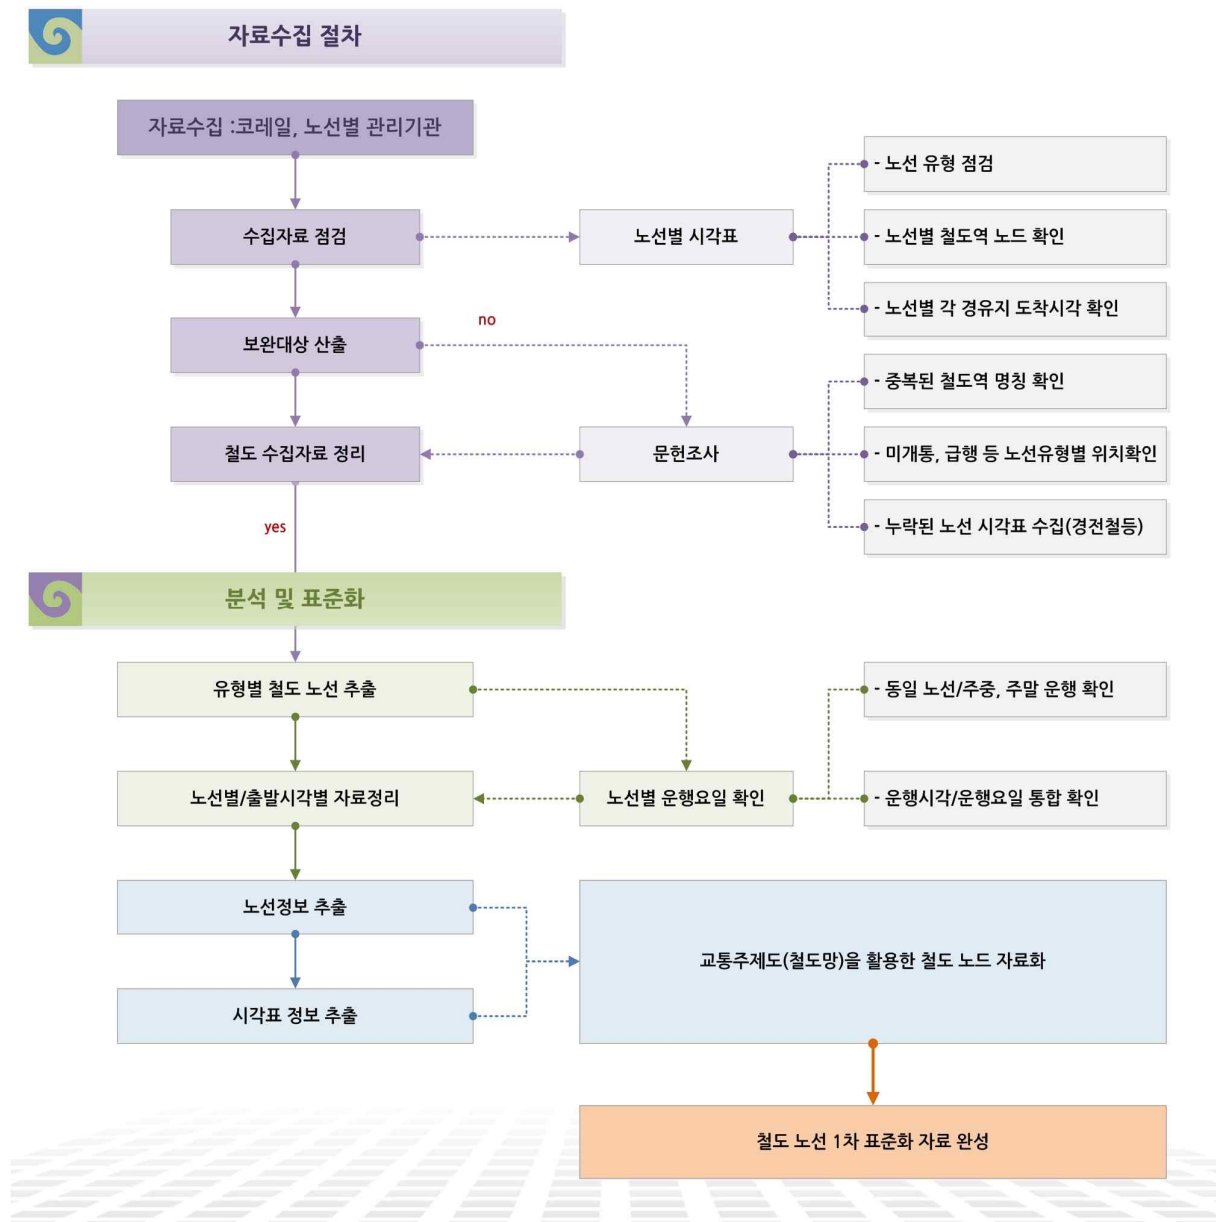 자료수집 절차
자료수집 :코레일, 노선별 관리기관
- 노선 유형 점검
수집자료 점검
노선별 시각표
- 노선별 철도역 노드 확인
- 노선별 각 경유지 도착시각 확인
no
보완대상 산출
- 중복된 철도역 명칭 확인
철도 수집자료 정리
문헌조사
- 미개통, 급행 등 노선유형별 위치확인
yes
- 누락된 노선 시각표 수집(경전철등)
분석 및 표준화
유형별 철도 노선 추출
- 동일 노선/주중, 주말 운행 확인
노선별/출발시각별 자료정리
노선별 운행요일 확인
- 운행시각/운행요일 통합 확인
노선정보 추출
교통주제도(철도망)을 활용한 철도 노드 자료화
시각표 정보 추출
철도 노선 1차 표준화 자료 완성